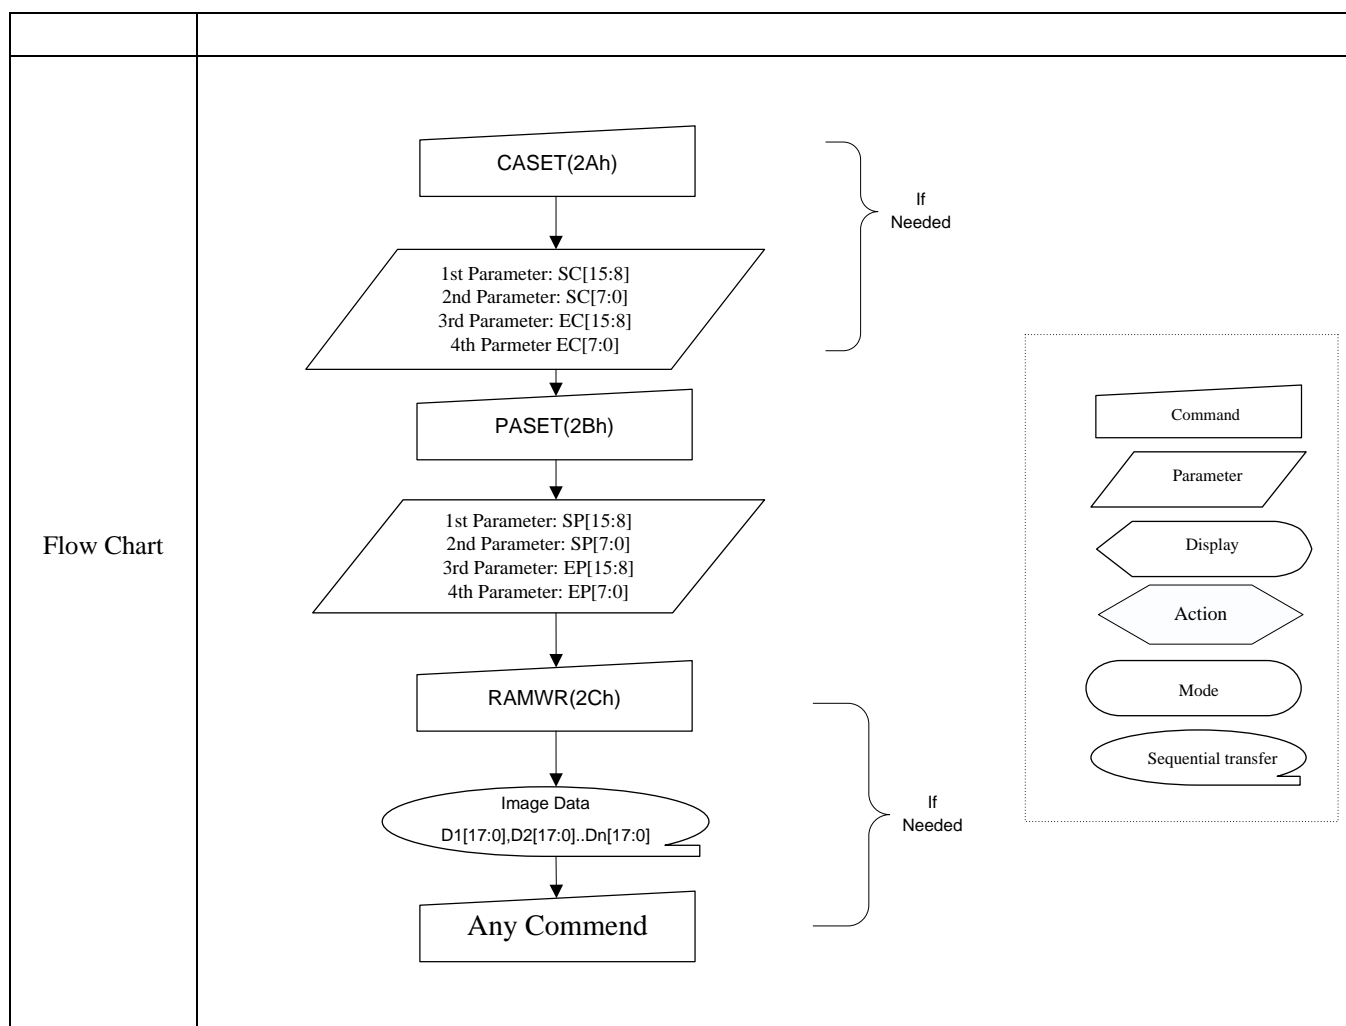 Flow Chart
CASET(2Ah)
If
Needed
1st Parameter: SC[15:8]
2nd Parameter: SC[7:0]
3rd Parameter: EC[15:8]
4th Parmeter EC[7:0]
PASET(2Bh)
1st Parameter: SP[15:8]
2nd Parameter: SP[7:0]
3rd Parameter: EP[15:8]
4th Parameter: EP[7:0]
RAMWR(2Ch)
Image Data
D1[17:0],D2[17:0]..Dn[17:0]
If
Needed
Any Commend
Command
Parameter
Display
Action
Mode
Sequential transfer